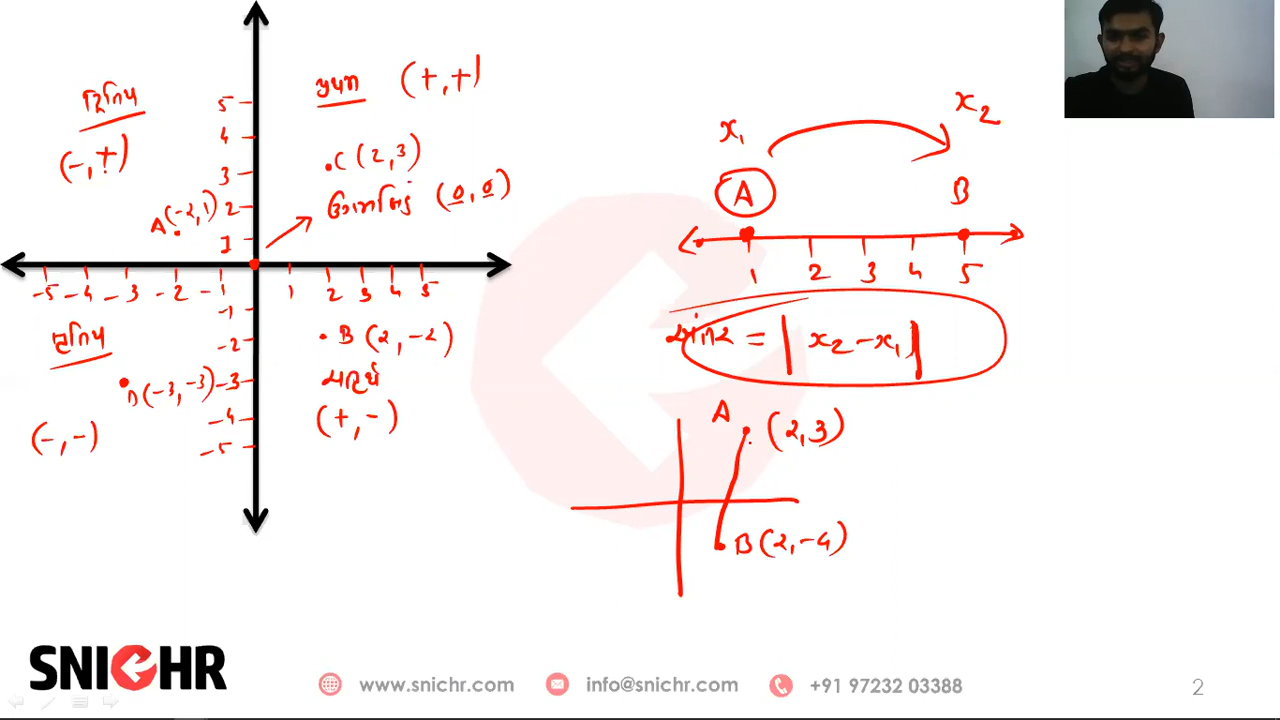 દ્વિતીય
(-,+)
પ્રથમ (+,+)
.C(2,3)
A(-2,1)
ઊગમબિંદુ (0,0)
5
4
3
2
1
-5 -4 -3 -2 -1 1 2 3 4 5
-1
-2
-3
-4
-5
તૃતીય
D(-3,-3)
(-,-)
.B(2,-2)
ચતુર્થ
(+,-)
x1 x2
A B
1 2 3 4 5
અંતર = | x2-x1 |
A (2,3)
B(2,-4)
SNICHR
www.snichr.com info@snichr.com +91 97232 03388
2